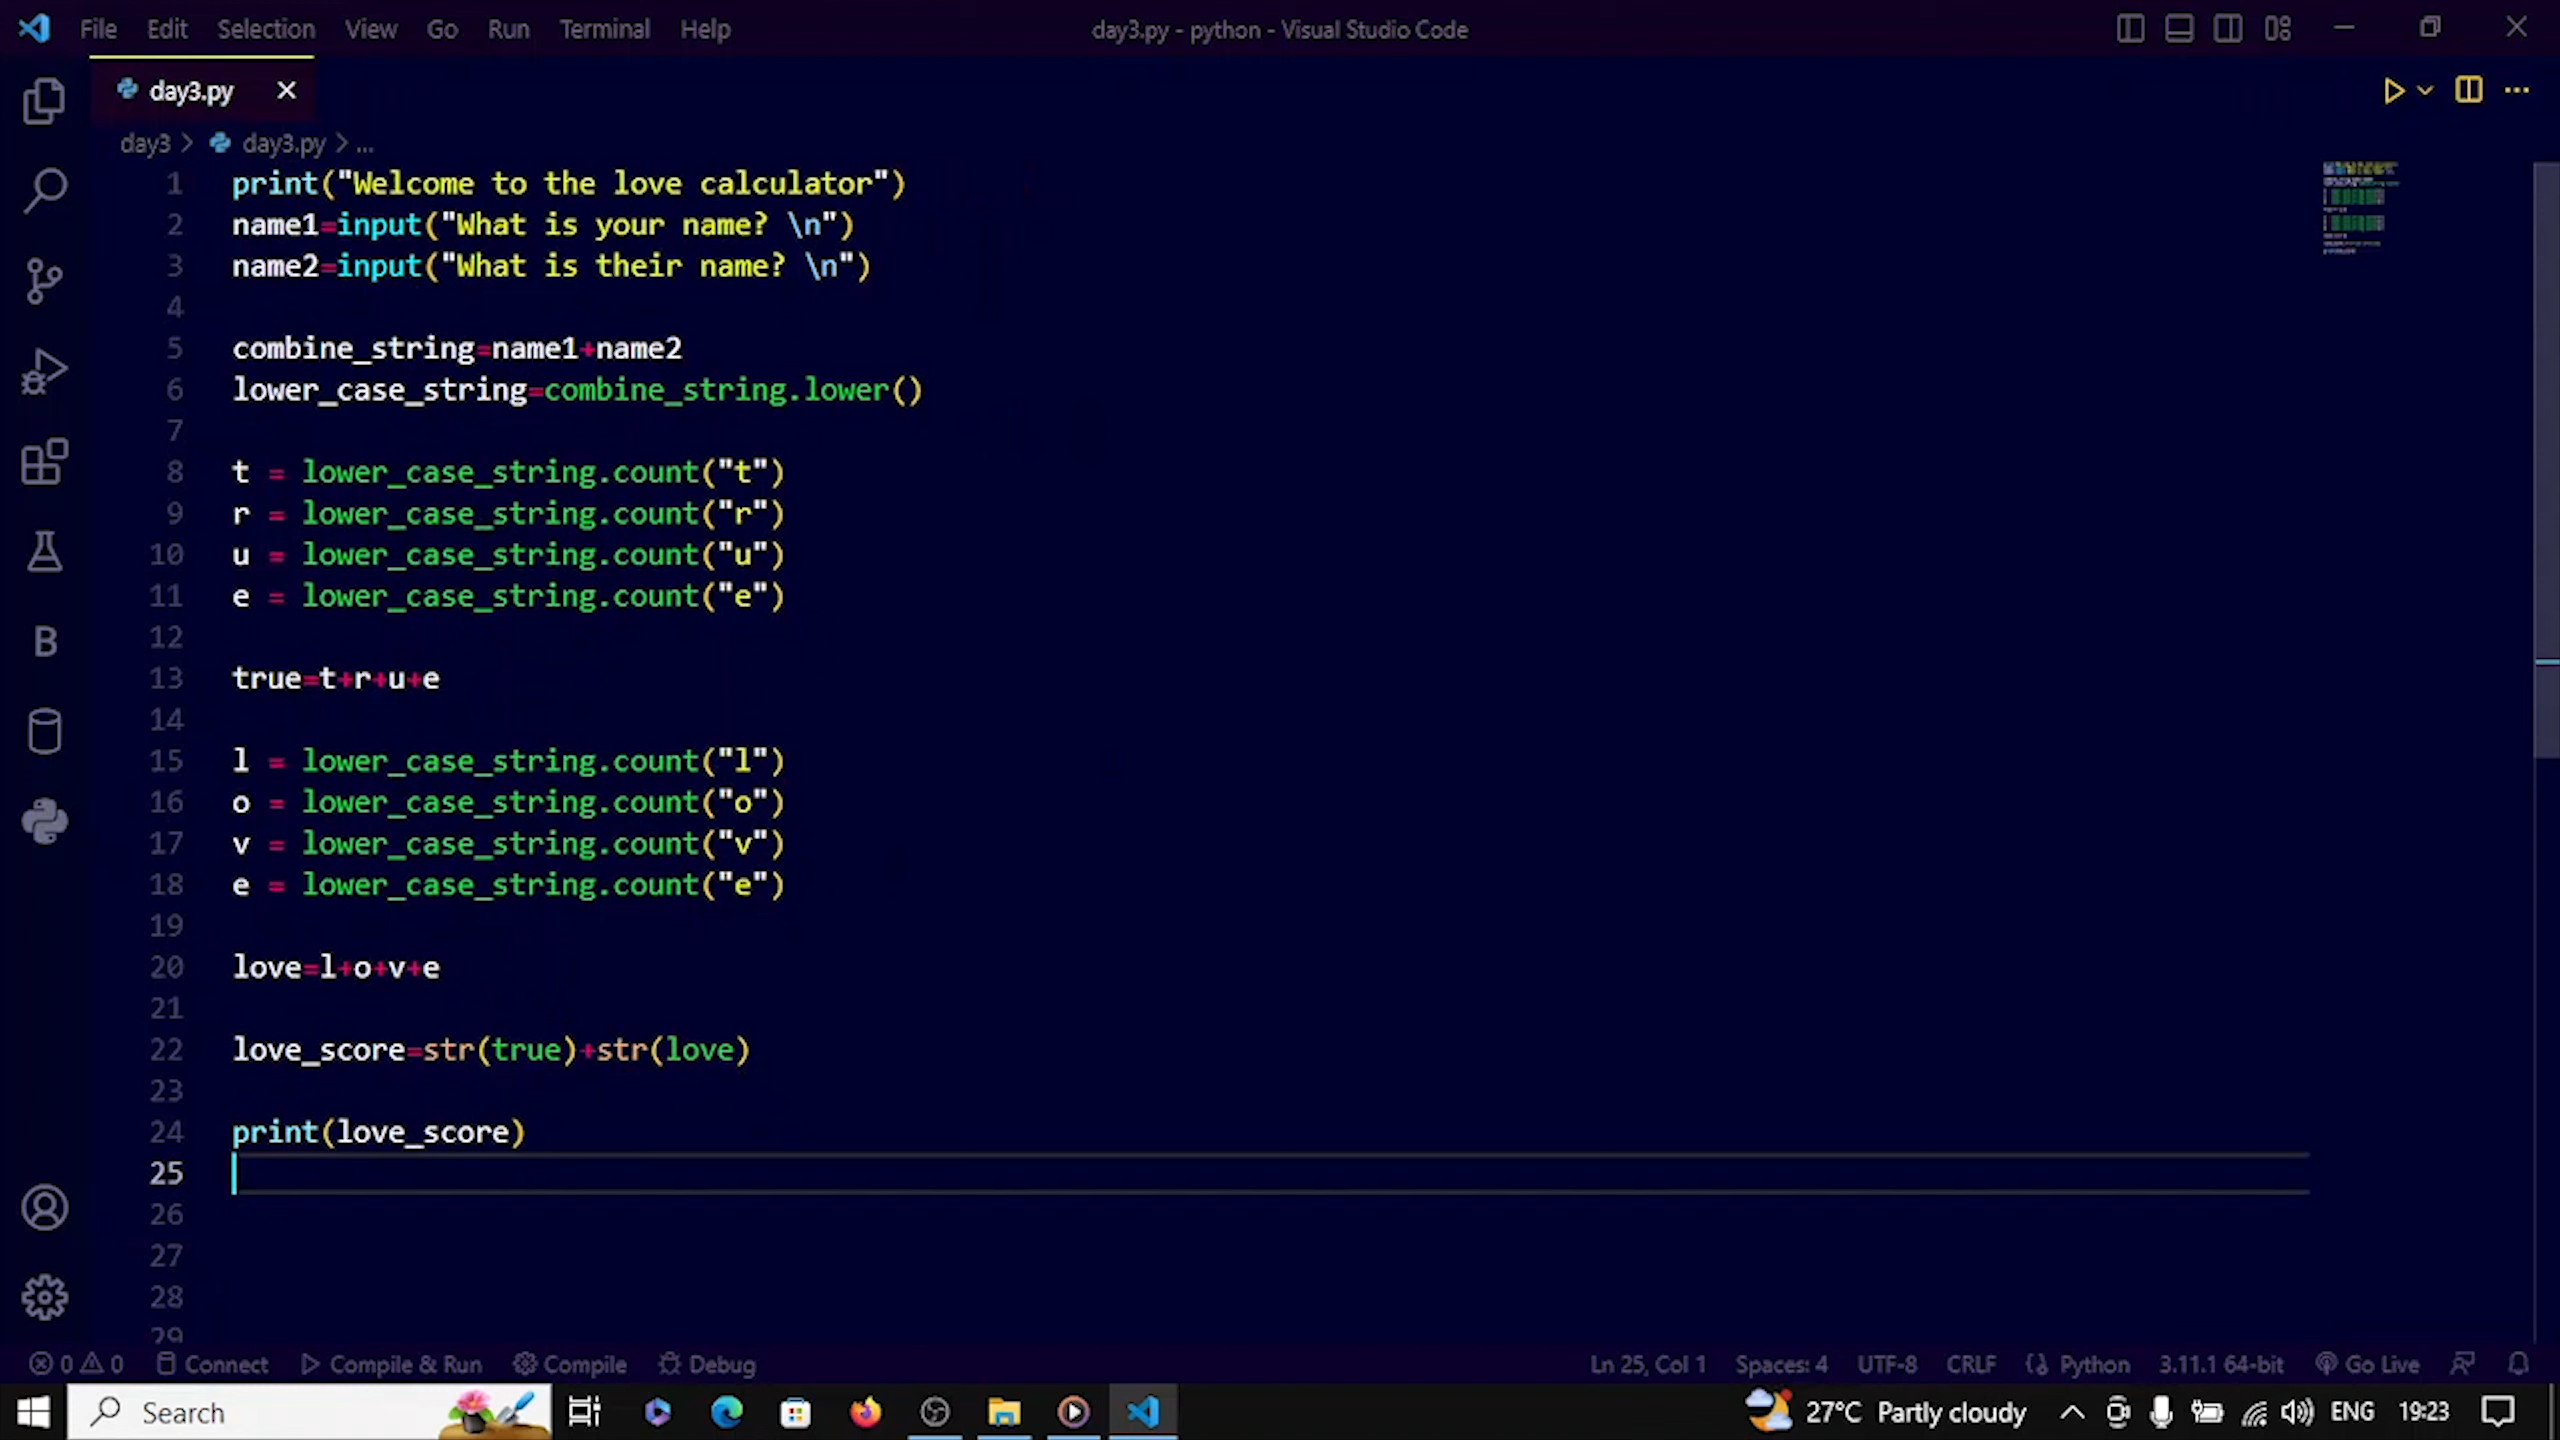 File Edit Selection View Go Run Terminal Help day3.py - python - Visual Studio Code
day3.py
day3 > day3.py > ...
1 print("Welcome to the love calculator")
2 name1=input("What is your name? \n")
3 name2=input("What is their name? \n")
4
5 combine_string=name1+name2
6 lower_case_string=combine_string.lower()
7
8 t = lower_case_string.count("t")
9 r = lower_case_string.count("r")
10 u = lower_case_string.count("u")
11 e = lower_case_string.count("e")
12
13 true=t+r+u+e
14
15 l = lower_case_string.count("l")
16 o = lower_case_string.count("o")
17 v = lower_case_string.count("v")
18 e = lower_case_string.count("e")
19
20 love=l+o+v+e
21
22 love_score=str(true)+str(love)
23
24 print(love_score)
25
26
27
28
29
B
0 0 Connect Compile & Run Compile Debug Ln 25, Col 1 Spaces: 4 UTF-8 CRLF Python 3.11.1 64-bit Go Live
Search 27°C Partly cloudy ENG 19:23